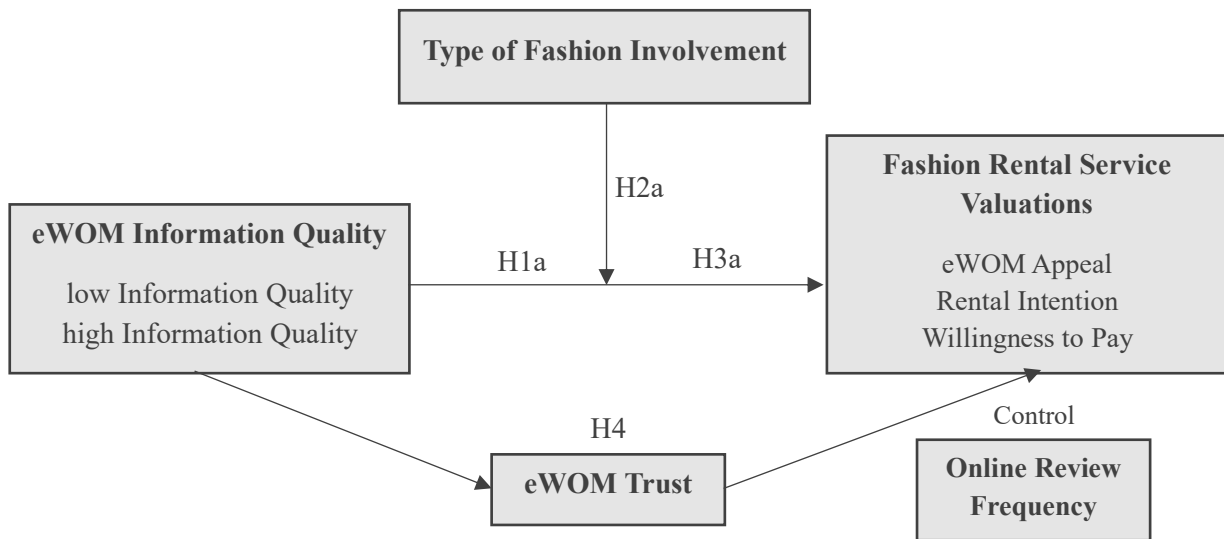 Type of Fashion Involvement
Fashion Rental Service
Valuations
eWOM Appeal
Rental Intention
Willingness to Pay
H2a
eWOM Information Quality
low Information Quality
high Information Quality
H1a
H3a
H4
eWOM Trust
Control
Online Review
Frequency